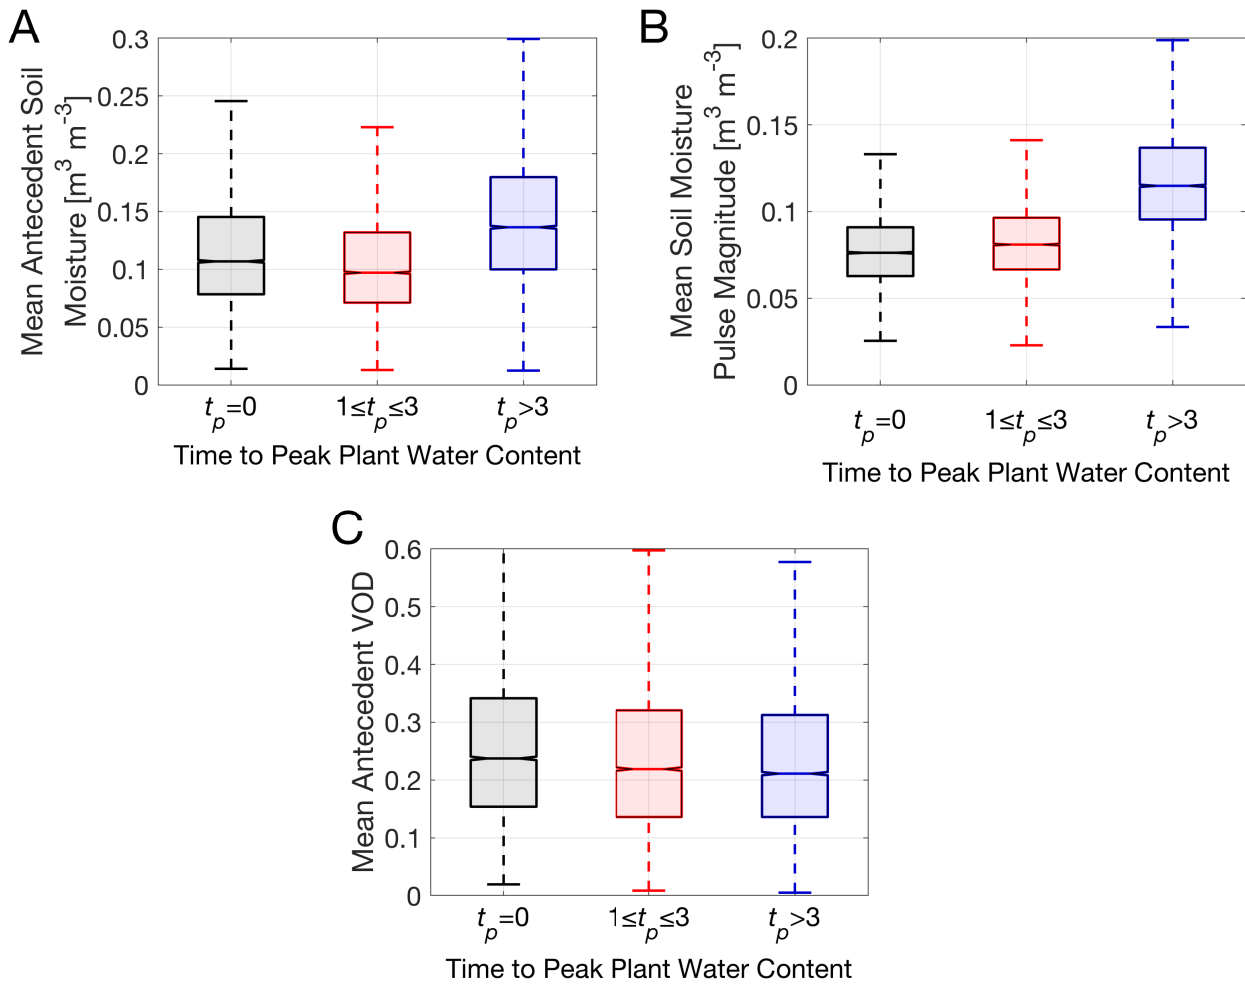 A
Mean Antecedent Soil
Moisture [m³ m⁻³]
0.3
0.25
0.2
0.15
0.1
0.05
0
tₚ=0
1≤tₚ≤3
tₚ>3
Time to Peak Plant Water Content
B
Mean Soil Moisture
Pulse Magnitude [m³ m⁻³]
0.2
0.15
0.1
0.05
0
tₚ=0
1≤tₚ≤3
tₚ>3
Time to Peak Plant Water Content
C
Mean Antecedent VOD
0.6
0.5
0.4
0.3
0.2
0.1
0
tₚ=0
1≤tₚ≤3
tₚ>3
Time to Peak Plant Water Content